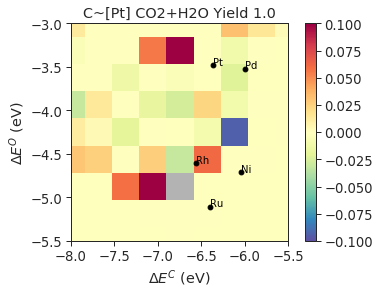 C~[Pt] CO2+H2O Yield 1.0
−3.0
−3.5
−4.0
−4.5
−5.0
−5.5
ΔE^O (eV)
Pt
Pd
Rh
Ni
Ru
−8.0 −7.5 −7.0 −6.5 −6.0 −5.5
ΔE^C (eV)
0.100
0.075
0.050
0.025
0.000
−0.025
−0.050
−0.075
−0.100